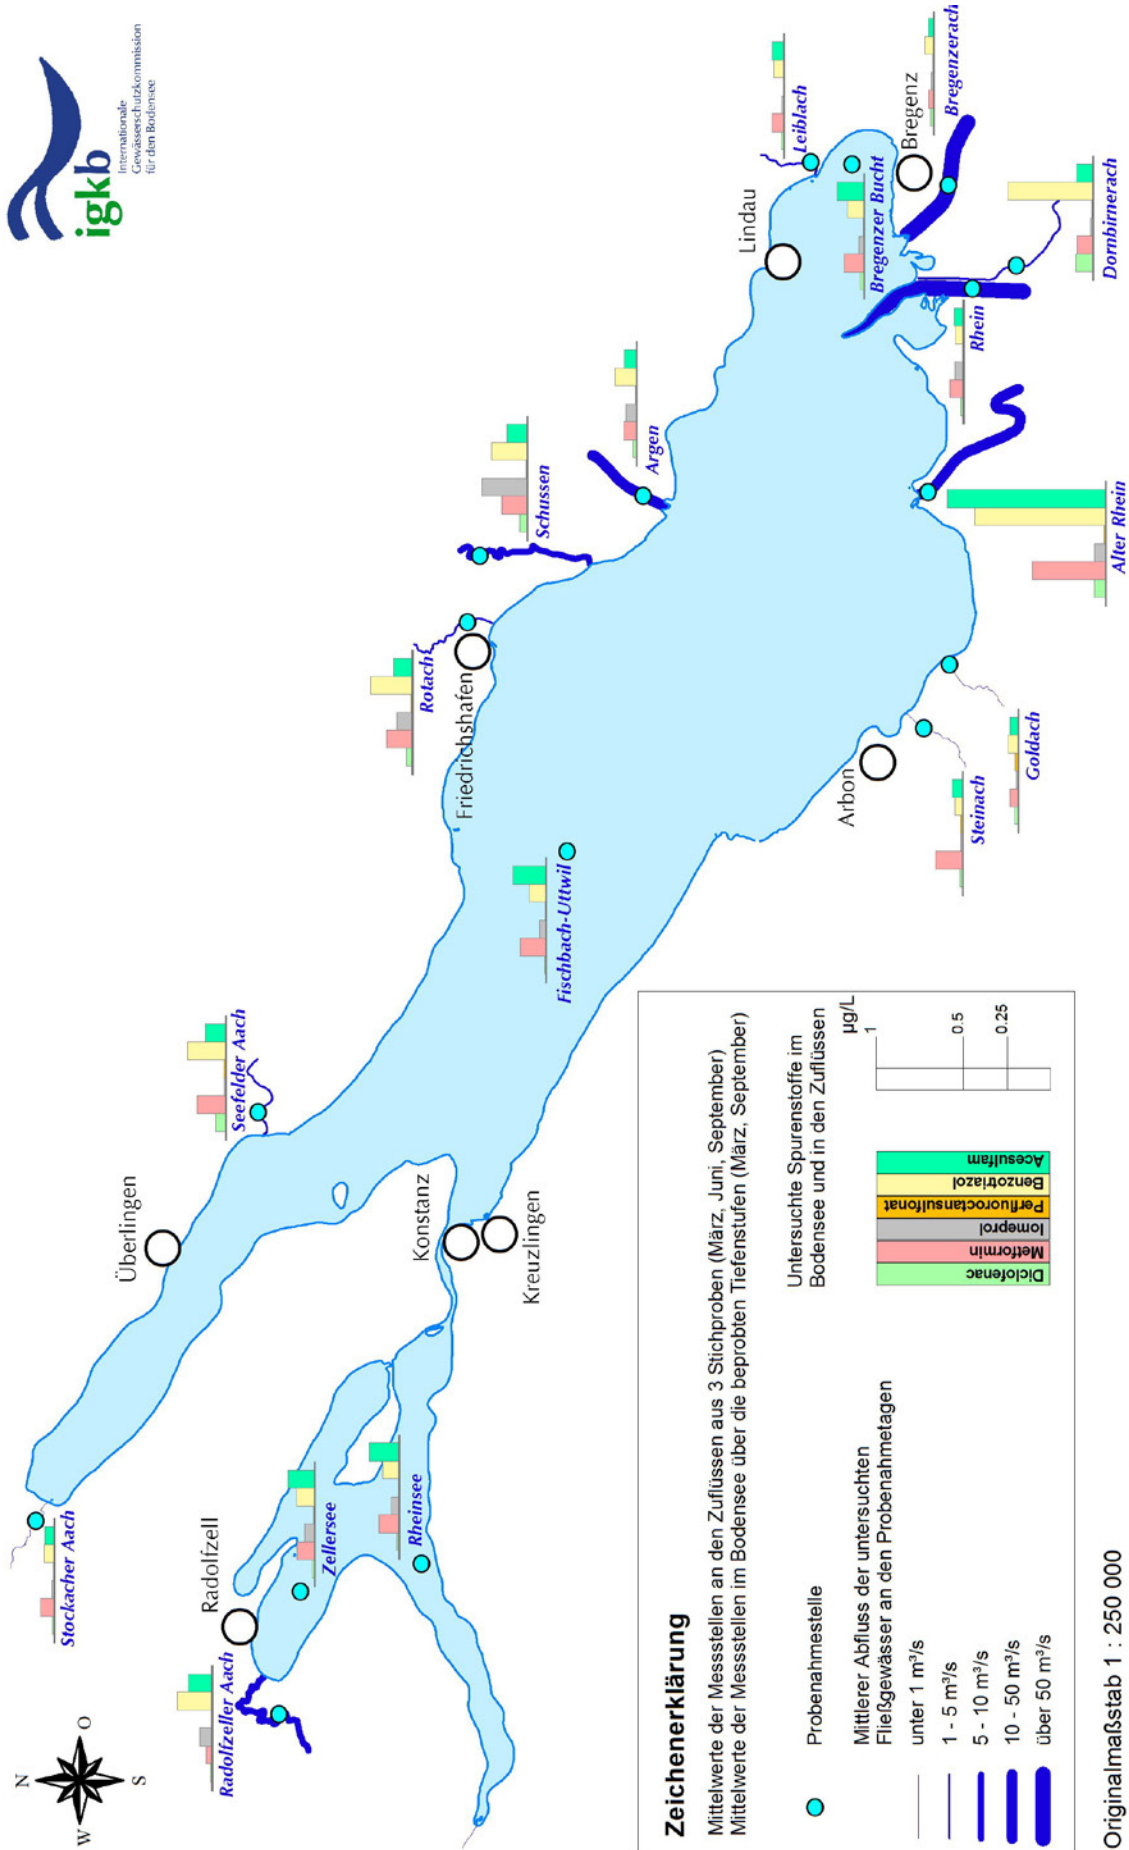 igkb
Internationale
Gewässerschutzkommission
für den Bodensee
N
W
O
S
Stockacher Aach
Überlingen
Seefelder Aach
Radolfzell
Radolfzeller Aach
Zellersee
Rheinsee
Konstanz
Kreuzlingen
Friedrichshafen
Rotach
Schussen
Argen
Lindau
Leiblach
Bregenzer Bucht
Bregenz
Bregenzerach
Dornbirnerach
Rhein
Alter Rhein
Fischbach-Uttwil
Arbon
Steinach
Goldach
Zeichenerklärung
Mittelwerte der Messstellen an den Zuflüssen aus 3 Stichproben (März, Juni, September)
Mittelwerte der Messstellen im Bodensee über die beprobten Tiefenstufen (März, September)
Probenahmestelle
Mittlerer Abfluss der untersuchten
Fließgewässer an den Probenahmetagen
unter 1 m³/s
1 - 5 m³/s
5 - 10 m³/s
10 - 50 m³/s
über 50 m³/s
Untersuchte Spurenstoffe im
Bodensee und in den Zuflüssen
Diclofenac
Metformin
Iomeprol
Perfluoroctansulfonat
Benzotriazol
Acesulfam
µg/L
1
0.5
0.25
Originalmaßstab 1 : 250 000